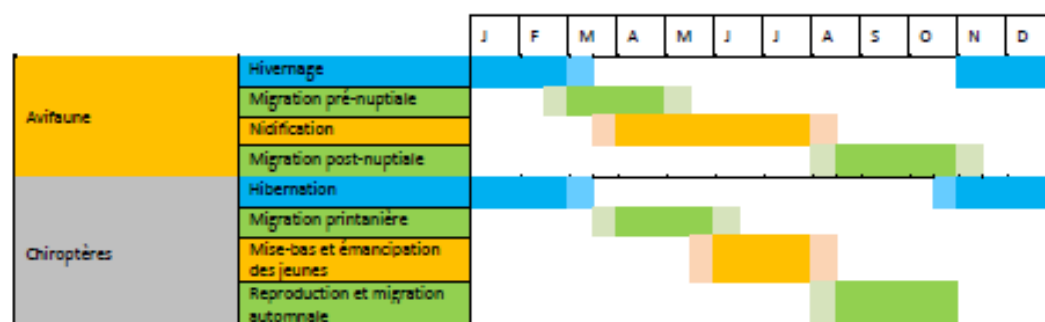 J F M A M J J A S O N D
Avifaune
Hivernage
Migration pré-nuptiale
Nidification
Migration post-nuptiale
Chiroptères
Hibernation
Migration printanière
Mise-bas et émancipation
des jeunes
Reproduction et migration
automnale